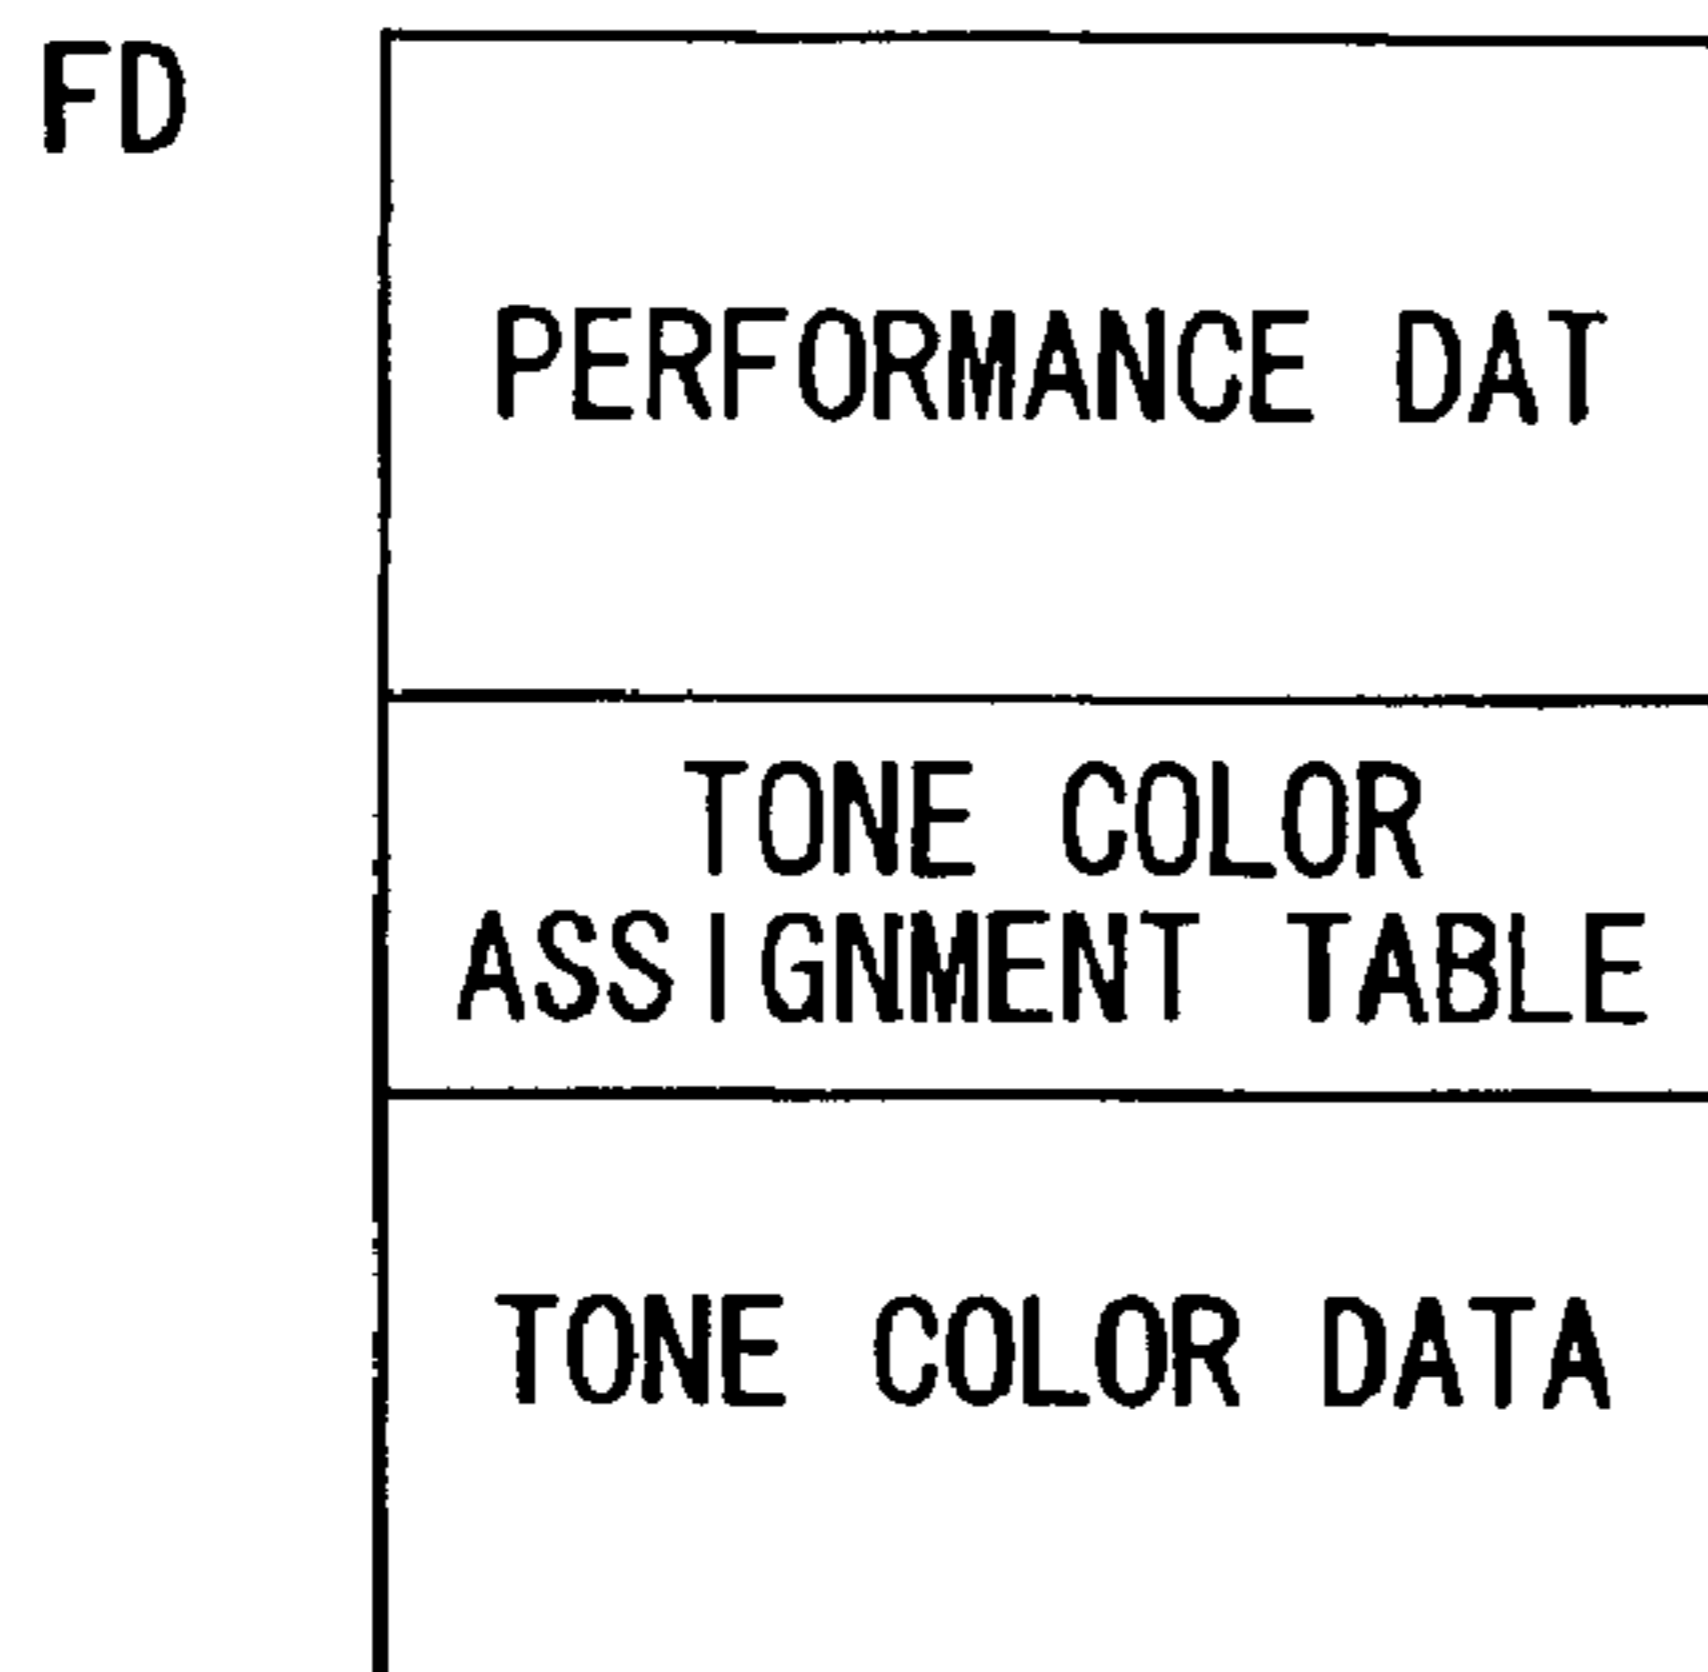 FD
PERFORMANCE DAT
TONE COLOR
ASSIGNMENT TABLE
TONE COLOR DATA